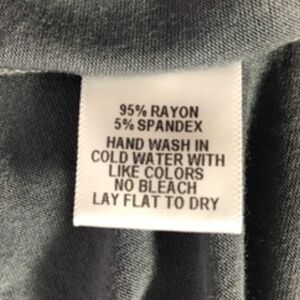 95% RAYON
5% SPANDEX
HAND WASH IN
COLD WATER WITH
LIKE COLORS
NO BLEACH
LAY FLAT TO DRY